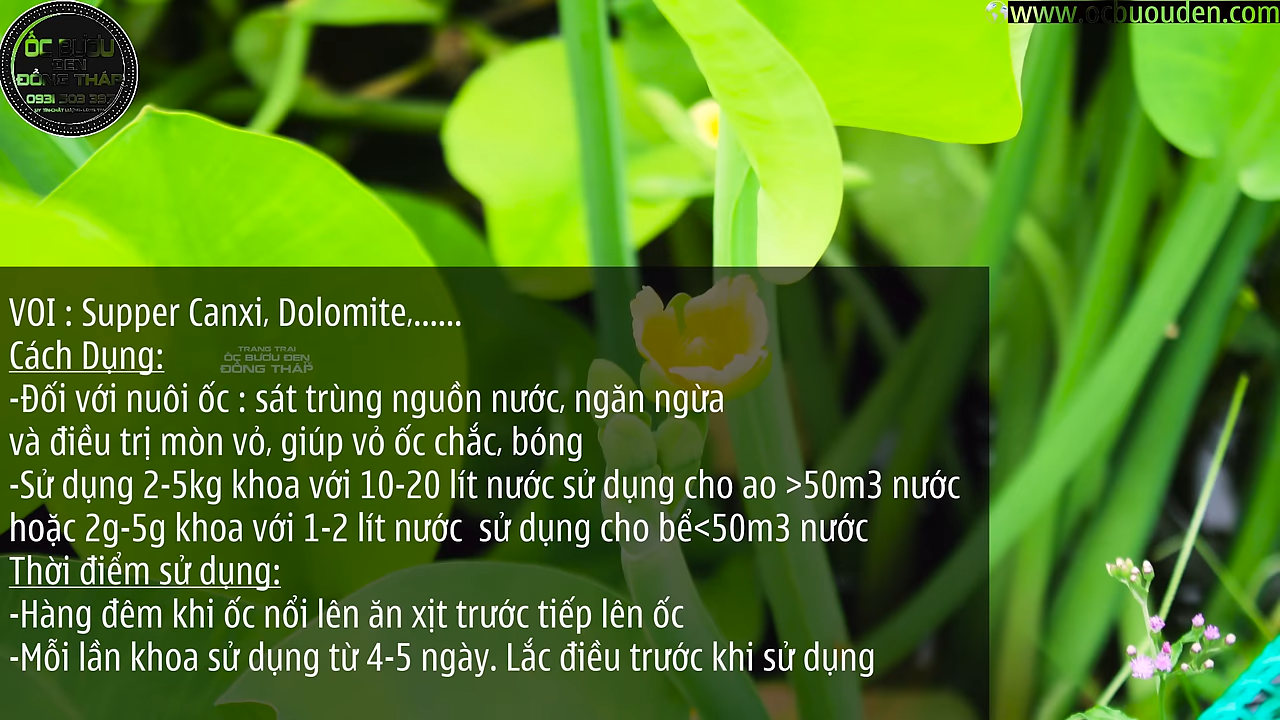 ỐC BƯƠU
ĐEN
ĐỒNG THÁP
0931 309 397
www.ocbuouden.com
VOI : Supper Canxi, Dolomite,......
Cách Dụng:
TRANG TRẠI
ỐC BƯƠU ĐEN
ĐỒNG THÁP
-Đối với nuôi ốc : sát trùng nguồn nước, ngăn ngừa
và điều trị mòn vỏ, giúp vỏ ốc chắc, bóng
-Sử dụng 2-5kg khoa với 10-20 lít nước sử dụng cho ao >50m3 nước
hoặc 2g-5g khoa với 1-2 lít nước  sử dụng cho bể<50m3 nước
Thời điểm sử dụng:
-Hàng đêm khi ốc nổi lên ăn xịt trước tiếp lên ốc
-Mỗi lần khoa sử dụng từ 4-5 ngày. Lắc điều trước khi sử dụng